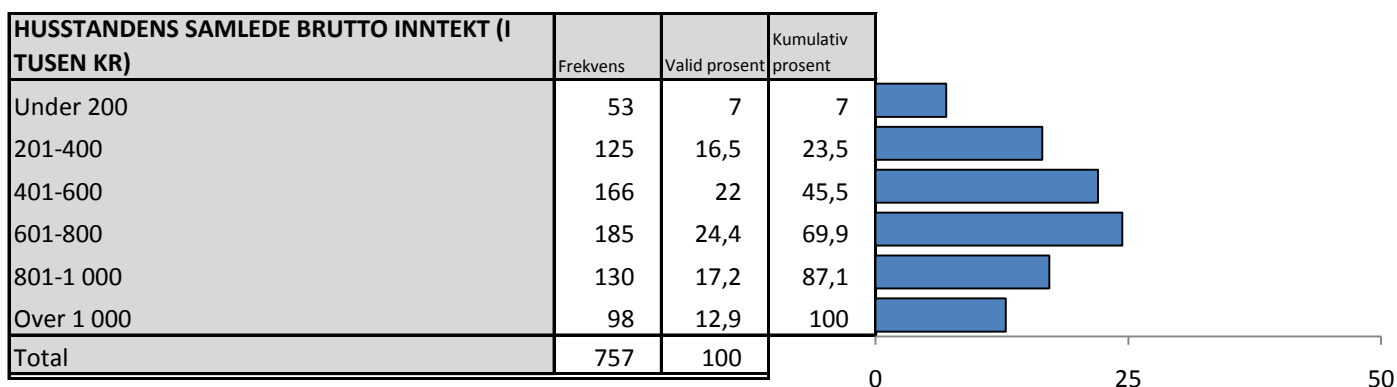 HUSSTANDENS SAMLEDE BRUTTO INNTEKT (I
TUSEN KR) Frekvens Valid prosent Kumulativ prosent
Under 200 53 7 7
201-400 125 16,5 23,5
401-600 166 22 45,5
601-800 185 24,4 69,9
801-1 000 130 17,2 87,1
Over 1 000 98 12,9 100
Total 757 100
0 25 50